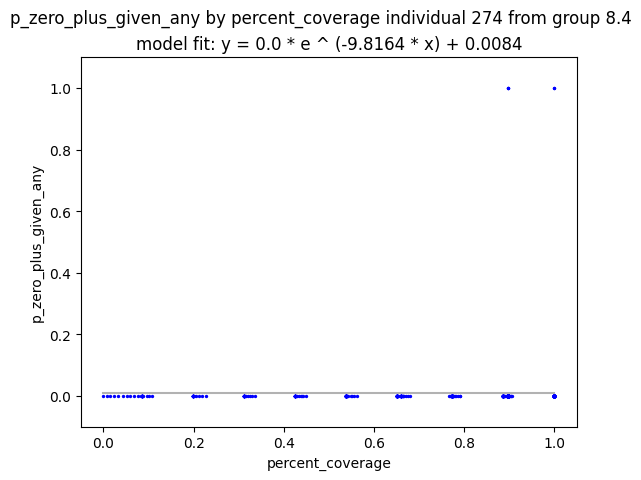 p_zero_plus_given_any by percent_coverage individual 274 from group 8.4
model fit: y = 0.0 * e ^ (-9.8164 * x) + 0.0084
p_zero_plus_given_any
1.0
0.8
0.6
0.4
0.2
0.0
0.0 0.2 0.4 0.6 0.8 1.0
percent_coverage